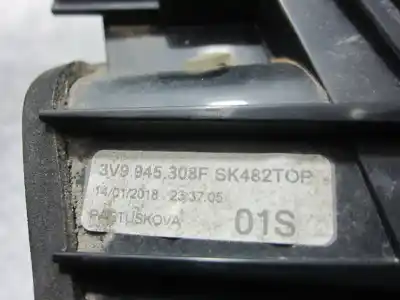 3V9 945.308F SK482TOP
14/01/2018 23:37:05
PASTUSKOVA 01S